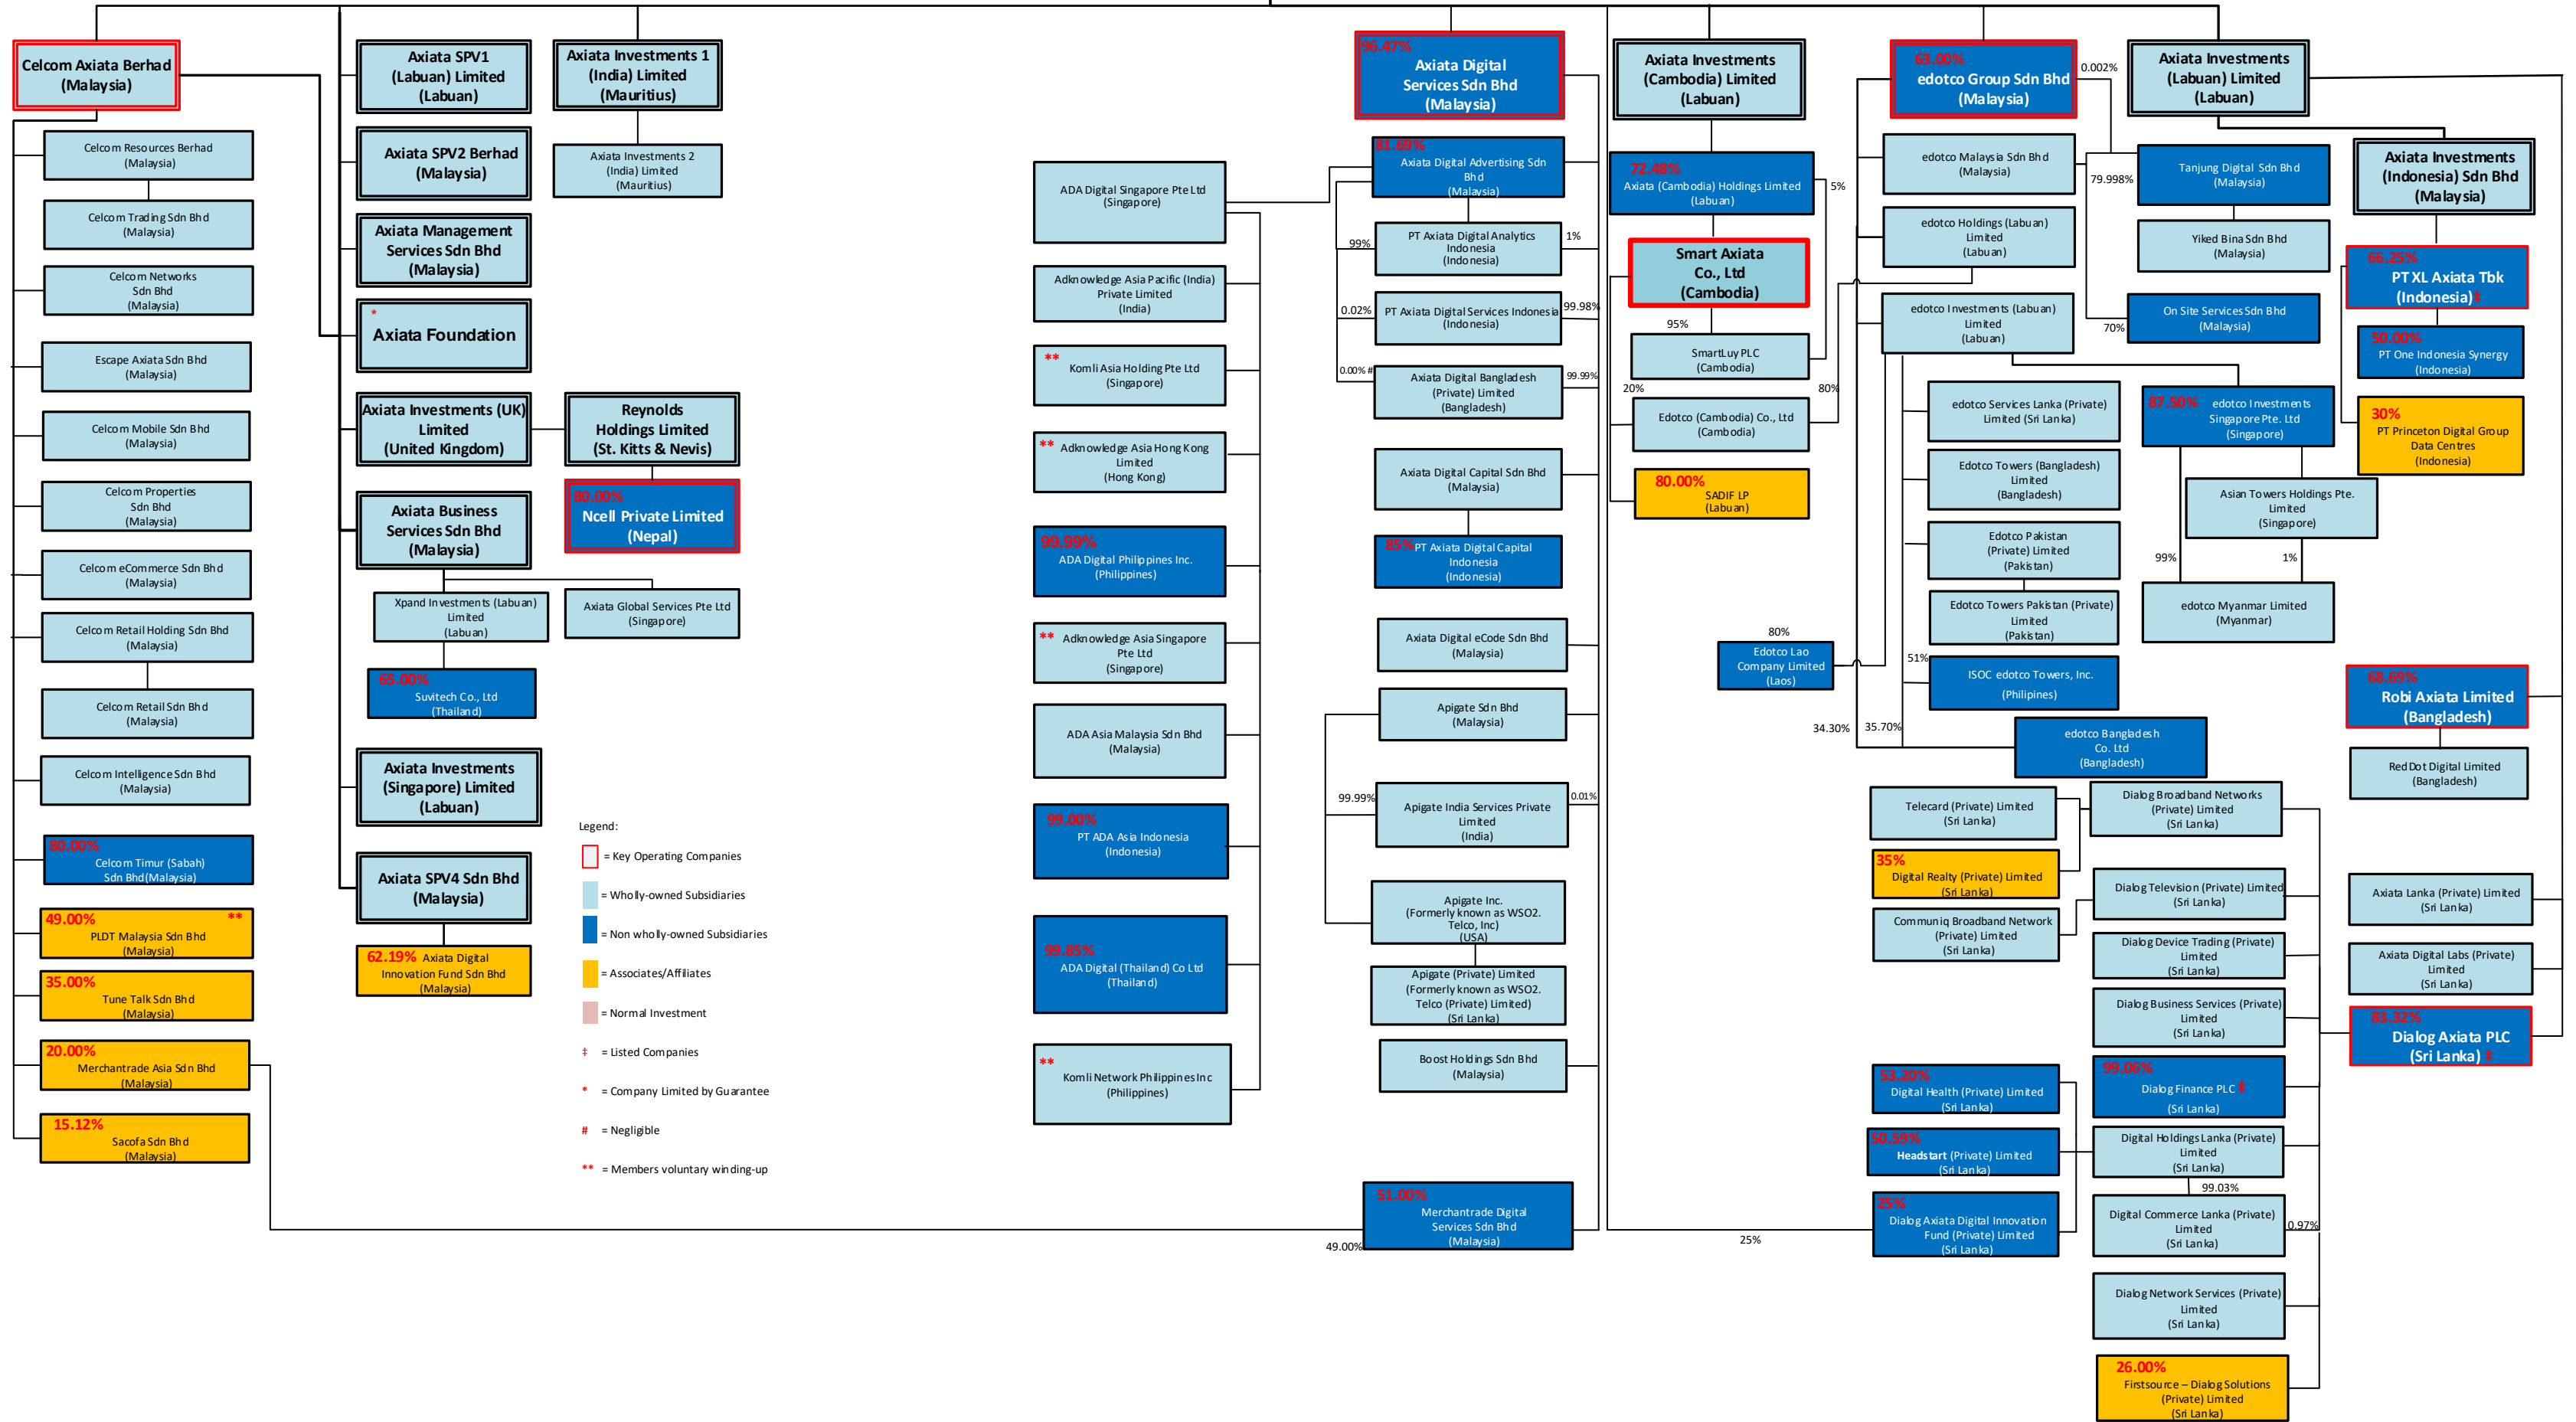 Celcom Axiata Berhad
(Malaysia)
Celcom Resources Berhad
(Malaysia)
Celcom Trading Sdn Bhd
(Malaysia)
Celcom Networks
Sdn Bhd
(Malaysia)
Escape Axiata Sdn Bhd
(Malaysia)
Celcom Mobile Sdn Bhd
(Malaysia)
Celcom Properties
Sdn Bhd
(Malaysia)
Celcom eCommerce Sdn Bhd
(Malaysia)
Celcom Retail Holding Sdn Bhd
(Malaysia)
Celcom Retail Sdn Bhd
(Malaysia)
Celcom Intelligence Sdn Bhd
(Malaysia)
80.00%
Celcom Timur (Sabah)
Sdn Bhd(Malaysia)
49.00% **
PLDT Malaysia Sdn Bhd
(Malaysia)
35.00%
Tune Talk Sdn Bhd
(Malaysia)
20.00%
Merchantrade Asia Sdn Bhd
(Malaysia)
15.12%
Sacofa Sdn Bhd
(Malaysia)
Axiata SPV1
(Labuan) Limited
(Labuan)
Axiata SPV2 Berhad
(Malaysia)
Axiata Management
Services Sdn Bhd
(Malaysia)
*
Axiata Foundation
Axiata Investments (UK)
Limited
(United Kingdom)
Axiata Business
Services Sdn Bhd
(Malaysia)
Xpand Investments (Labuan)
Limited
(Labuan)
65.00%
Suvitech Co., Ltd
(Thailand)
Axiata Investments
(Singapore) Limited
(Labuan)
Axiata SPV4 Sdn Bhd
(Malaysia)
62.19% Axiata Digital
Innovation Fund Sdn Bhd
(Malaysia)
Axiata Investments 1
(India) Limited
(Mauritius)
Axiata Investments 2
(India) Limited
(Mauritius)
Reynolds
Holdings Limited
(St. Kitts & Nevis)
80.00%
Ncell Private Limited
(Nepal)
Axiata Global Services Pte Ltd
(Singapore)
Legend:
= Key Operating Companies
= Wholly-owned Subsidiaries
= Non wholly-owned Subsidiaries
= Associates/Affiliates
= Normal Investment
‡ = Listed Companies
* = Company Limited by Guarantee
# = Negligible
** = Members voluntary winding-up
ADA Digital Singapore Pte Ltd
(Singapore)
Adknowledge Asia Pacific (India)
Private Limited
(India)
**
Komli Asia Holding Pte Ltd
(Singapore)
** Adknowledge Asia Hong Kong
Limited
(Hong Kong)
99.99%
ADA Digital Philippines Inc.
(Philippines)
** Adknowledge Asia Singapore
Pte Ltd
(Singapore)
ADA Asia Malaysia Sdn Bhd
(Malaysia)
99.00%
PT ADA Asia Indonesia
(Indonesia)
99.85%
ADA Digital (Thailand) Co Ltd
(Thailand)
**
Komli Network Philippines Inc
(Philippines)
96.47%
Axiata Digital
Services Sdn Bhd
(Malaysia)
81.69%
Axiata Digital Advertising Sdn
Bhd
(Malaysia)
99%
PT Axiata Digital Analytics
Indonesia
(Indonesia)
1%
0.02%
PT Axiata Digital Services Indonesia
(Indonesia)
99.98%
0.00% #
Axiata Digital Bangladesh
(Private) Limited
(Bangladesh)
99.99%
Axiata Digital Capital Sdn Bhd
(Malaysia)
85% PT Axiata Digital Capital
Indonesia
(Indonesia)
Axiata Digital eCode Sdn Bhd
(Malaysia)
Apigate Sdn Bhd
(Malaysia)
99.99%
Apigate India Services Private
Limited
(India)
0.01%
Apigate Inc.
(Formerly known as WSO2.
Telco, Inc)
(USA)
Apigate (Private) Limited
(Formerly known as WSO2.
Telco (Private) Limited)
(Sri Lanka)
Boost Holdings Sdn Bhd
(Malaysia)
51.00%
Merchantrade Digital
Services Sdn Bhd
(Malaysia)
49.00%
Axiata Investments
(Cambodia) Limited
(Labuan)
72.48%
Axiata (Cambodia) Holdings Limited
(Labuan)
5%
Smart Axiata
Co., Ltd
(Cambodia)
95%
SmartLuy PLC
(Cambodia)
20%
80%
Edotco (Cambodia) Co., Ltd
(Cambodia)
80.00%
SADIF LP
(Labuan)
80%
Edotco Lao
Company Limited
(Laos)
25%
63.00%
edotco Group Sdn Bhd
(Malaysia)
0.002%
edotco Malaysia Sdn Bhd
(Malaysia)
79.998%
edotco Holdings (Labuan)
Limited
(Labuan)
edotco Investments (Labuan)
Limited
(Labuan)
70%
edotco Services Lanka (Private)
Limited (Sri Lanka)
Edotco Towers (Bangladesh)
Limited
(Bangladesh)
Edotco Pakistan
(Private) Limited
(Pakistan)
Edotco Towers Pakistan (Private)
Limited
(Pakistan)
51%
ISOC edotco Towers, Inc.
(Philipines)
34.30%
35.70%
edotco Bangladesh
Co. Ltd
(Bangladesh)
Tanjung Digital Sdn Bhd
(Malaysia)
Yiked Bina Sdn Bhd
(Malaysia)
On Site Services Sdn Bhd
(Malaysia)
87.50% edotco Investments
Singapore Pte. Ltd
(Singapore)
Asian Towers Holdings Pte.
Limited
(Singapore)
99%
1%
edotco Myanmar Limited
(Myanmar)
Axiata Investments
(Labuan) Limited
(Labuan)
Axiata Investments
(Indonesia) Sdn Bhd
(Malaysia)
66.25%
PT XL Axiata Tbk
(Indonesia)‡
50.00%
PT One Indonesia Synergy
(Indonesia)
30%
PT Princeton Digital Group
Data Centres
(Indonesia)
68.69%
Robi Axiata Limited
(Bangladesh)
RedDot Digital Limited
(Bangladesh)
Axiata Lanka (Private) Limited
(Sri Lanka)
Axiata Digital Labs (Private)
Limited
(Sri Lanka)
83.32%
Dialog Axiata PLC
(Sri Lanka) ‡
Telecard (Private) Limited
(Sri Lanka)
35%
Digital Realty (Private) Limited
(Sri Lanka)
Communiq Broadband Network
(Private) Limited
(Sri Lanka)
Dialog Broadband Networks
(Private) Limited
(Sri Lanka)
Dialog Television (Private) Limited
(Sri Lanka)
Dialog Device Trading (Private)
Limited
(Sri Lanka)
Dialog Business Services (Private)
Limited
(Sri Lanka)
99.06%
Dialog Finance PLC ‡
(Sri Lanka)
53.20%
Digital Health (Private) Limited
(Sri Lanka)
50.59%
Headstart (Private) Limited
(Sri Lanka)
25%
Dialog Axiata Digital Innovation
Fund (Private) Limited
(Sri Lanka)
Digital Holdings Lanka (Private)
Limited
(Sri Lanka)
99.03%
Digital Commerce Lanka (Private)
Limited
(Sri Lanka)
0.97%
Dialog Network Services (Private)
Limited
(Sri Lanka)
26.00%
Firstsource – Dialog Solutions
(Private) Limited
(Sri Lanka)